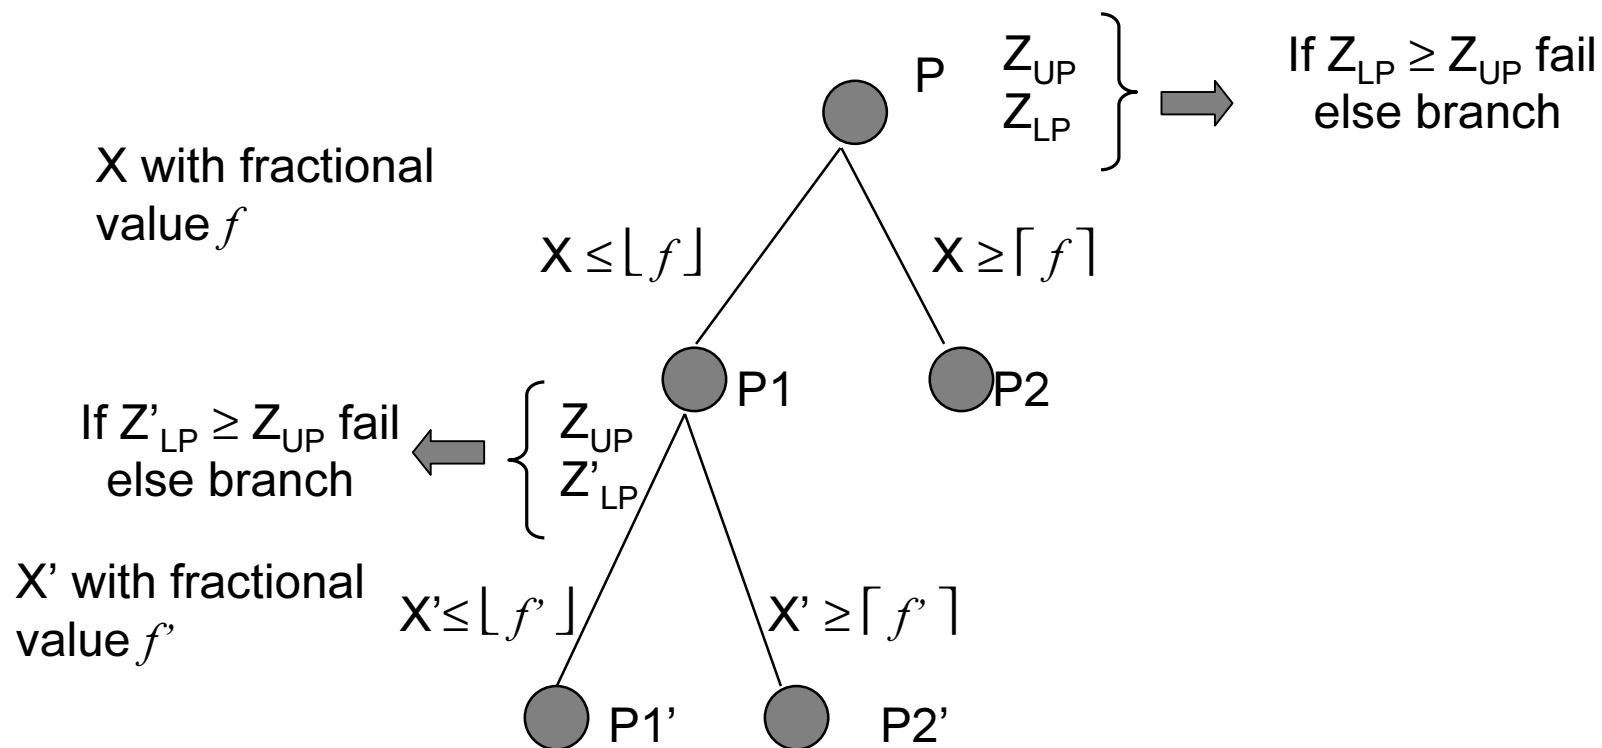 P
Z_UP
Z_LP
If Z_LP ≥ Z_UP fail
else branch
X with fractional
value f
X ≤ ⌊ f ⌋
X ≥ ⌈ f ⌉
P1
P2
If Z'_LP ≥ Z_UP fail
else branch
Z_UP
Z'_LP
X' with fractional
value f'
X'≤ ⌊ f' ⌋
X' ≥ ⌈ f' ⌉
P1'
P2'